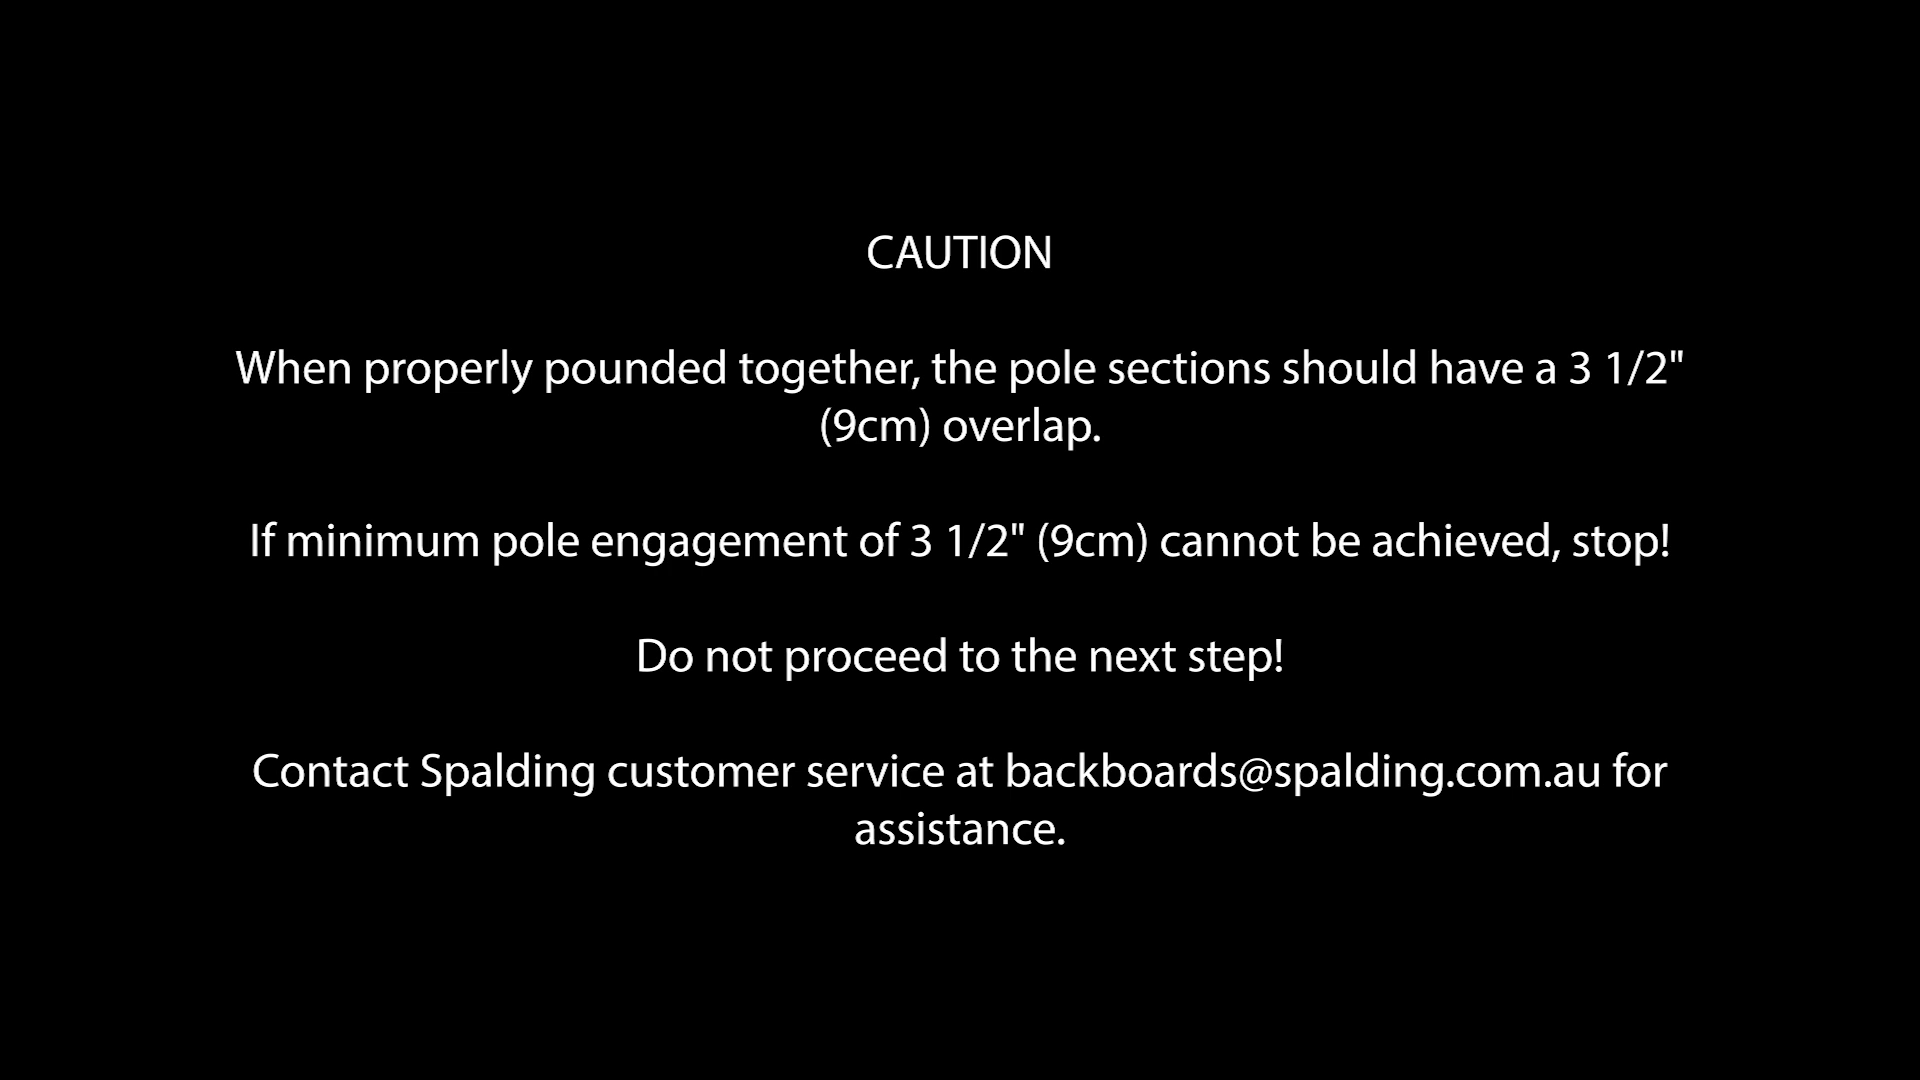 CAUTION
When properly pounded together, the pole sections should have a 3 1/2"
(9cm) overlap.
If minimum pole engagement of 3 1/2" (9cm) cannot be achieved, stop!
Do not proceed to the next step!
Contact Spalding customer service at backboards@spalding.com.au for
assistance.